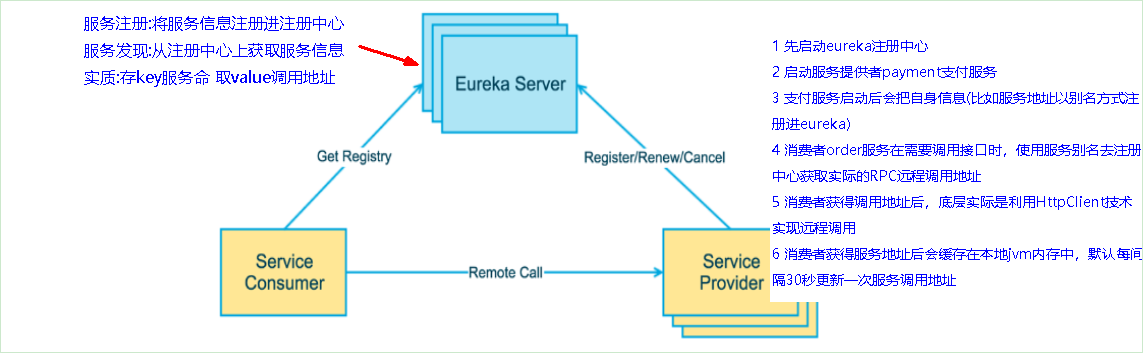 服务注册:将服务信息注册进注册中心
服务发现:从注册中心上获取服务信息
实质:存key服务命 取value调用地址
Eureka Server
Get Registry
Register/Renew/Cancel
Service
Consumer
Remote Call
Service
Provider
1 先启动eureka注册中心
2 启动服务提供者payment支付服务
3 支付服务启动后会把自身信息(比如服务地址以别名方式注
册进eureka)
4 消费者order服务在需要调用接口时，使用服务别名去注册
中心获取实际的RPC远程调用地址
5 消费者获得调用地址后，底层实际是利用HttpClient技术
实现远程调用
6 消费者获得服务地址后会缓存在本地jvm内存中，默认每间
隔30秒更新一次服务调用地址